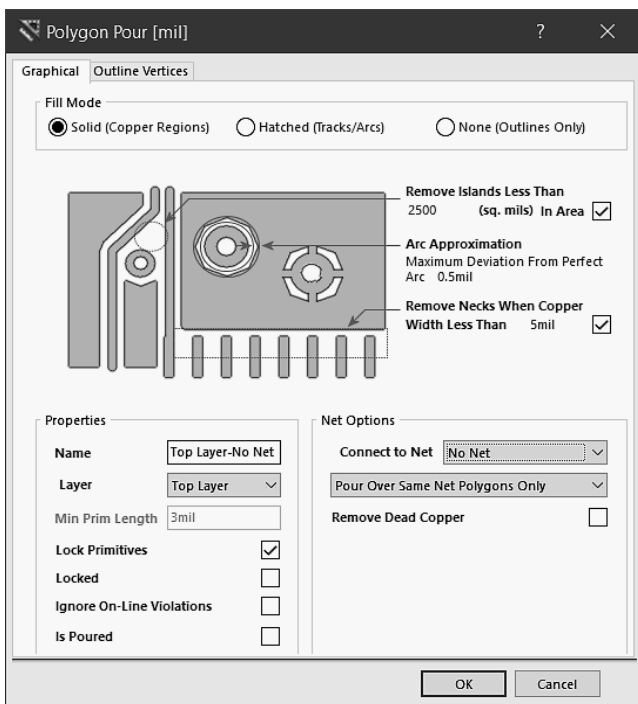 Polygon Pour [mil]
?
Graphical
Outline Vertices
Fill Mode
Solid (Copper Regions)
Hatched (Tracks/Arcs)
None (Outlines Only)
Remove Islands Less Than
2500 (sq. mils) In Area
Arc Approximation
Maximum Deviation From Perfect
Arc 0.5mil
Remove Necks When Copper
Width Less Than 5mil
Properties
Name Top Layer-No Net
Layer Top Layer
Min Prim Length 3mil
Lock Primitives
Locked
Ignore On-Line Violations
Is Poured
Net Options
Connect to Net No Net
Pour Over Same Net Polygons Only
Remove Dead Copper
OK
Cancel